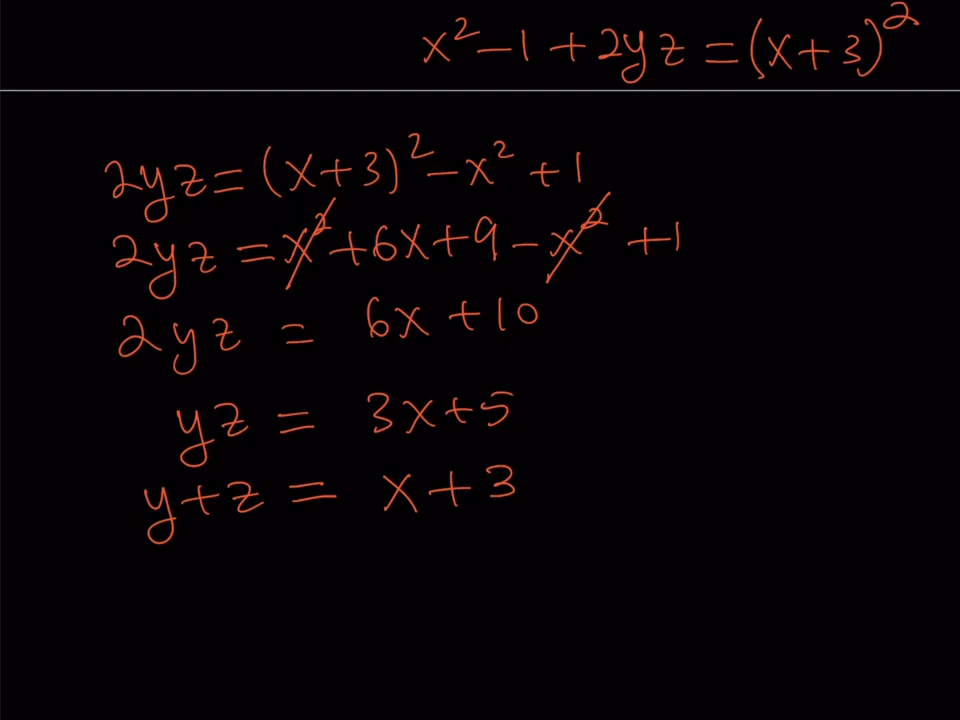 x² − 1 + 2yz = (x+3)²
2yz = (x+3)² − x² + 1
2yz = x² + 6x + 9 − x² + 1
2yz = 6x + 10
yz = 3x + 5
y + z = x + 3